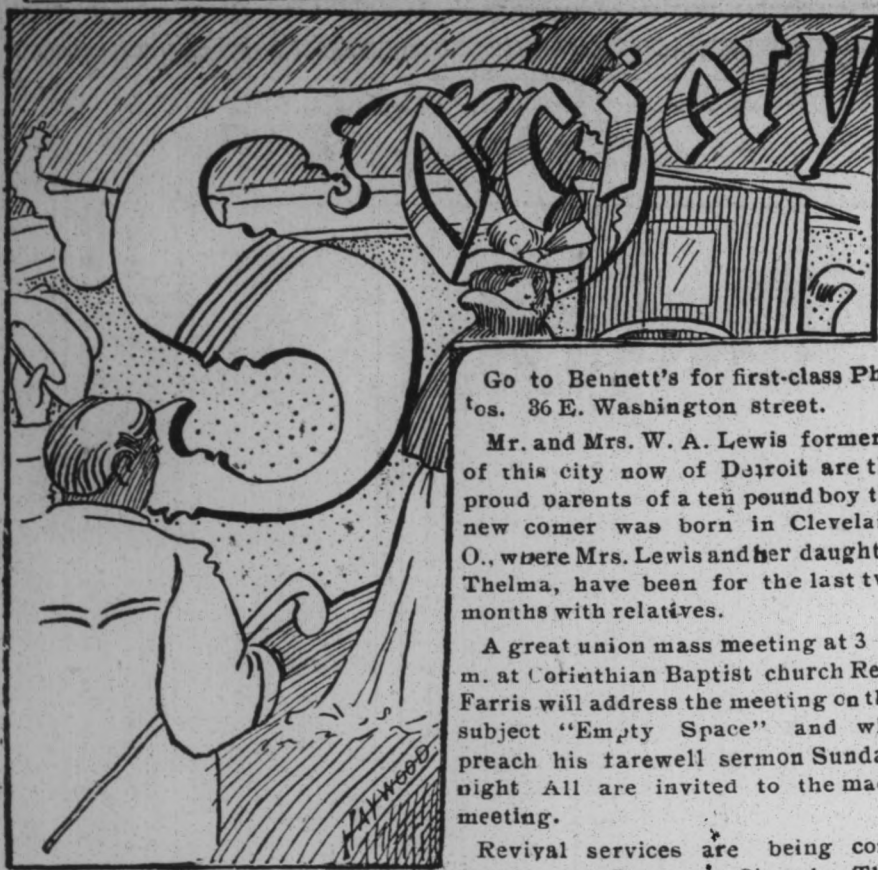 Society
HAYWOOD
Go to Bennett's for first-class Ph
tos. 36 E. Washington street.
Mr. and Mrs. W. A. Lewis former
of this city now of Detroit are t
proud parents of a ten pound boy t
new comer was born in Clevela
O., where Mrs. Lewis and her daught
Thelma, have been for the last tw
months with relatives.
A great union mass meeting at 3
m. at Corinthian Baptist church Re
Farris will address the meeting on th
subject "Empty Space" and w
preach his farewell sermon Sunda
night All are invited to the ma
meeting.
Revival services are being co